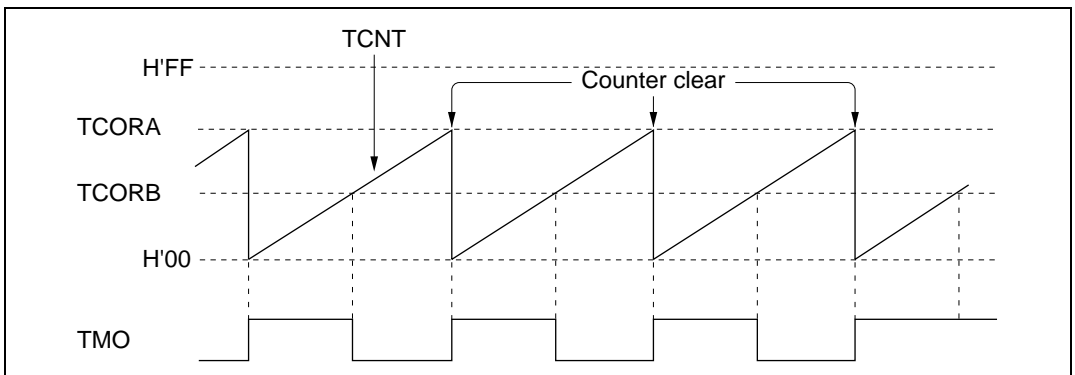 TCNT
H'FF
Counter clear
TCORA
TCORB
H'00
TMO